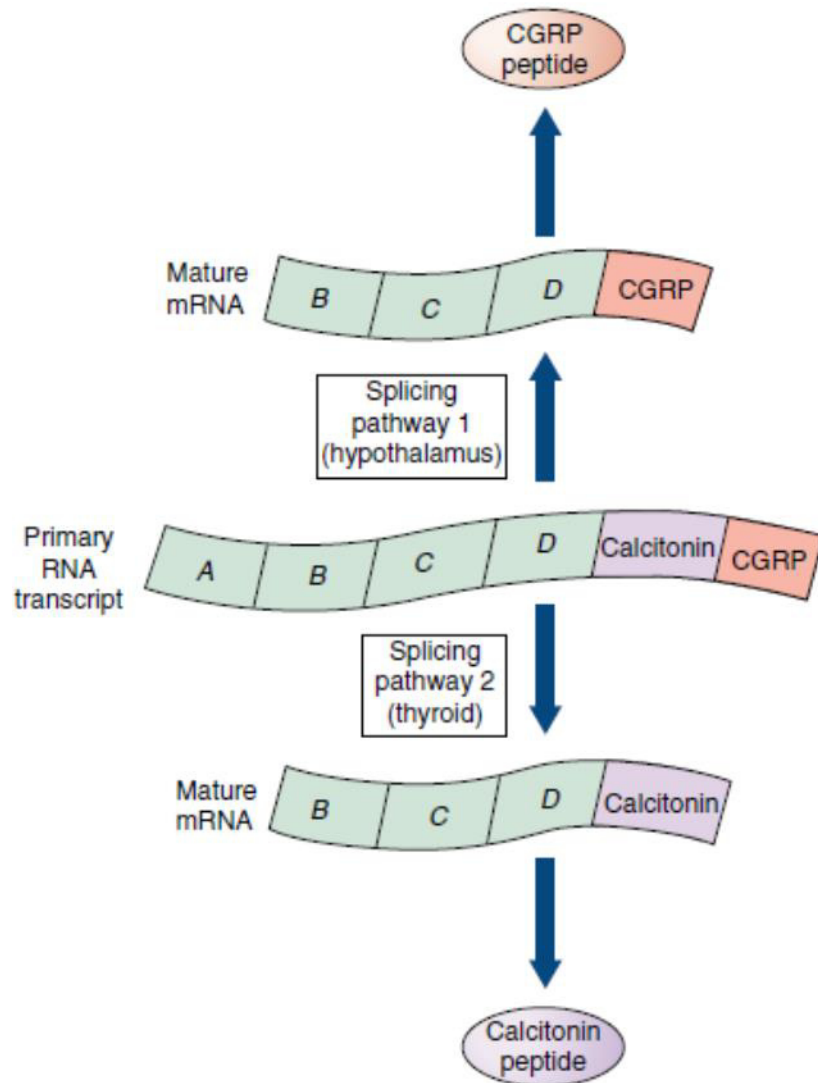 CGRP
peptide
Mature
mRNA
B C D CGRP
Splicing
pathway 1
(hypothalamus)
Primary
RNA
transcript
A B C D Calcitonin CGRP
Splicing
pathway 2
(thyroid)
Mature
mRNA
B C D Calcitonin
Calcitonin
peptide